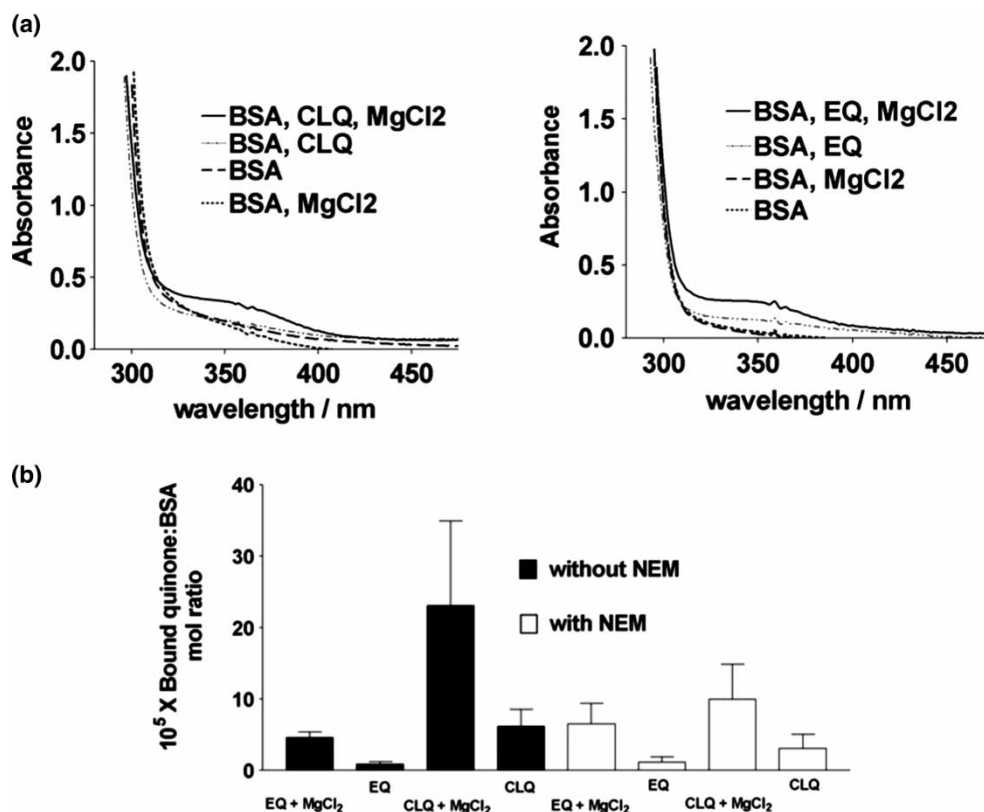 (a)
2.0
1.5
1.0
0.5
0.0
Absorbance
BSA, CLQ, MgCl2
BSA, CLQ
BSA
BSA, MgCl2
300 350 400 450
wavelength / nm
2.0
1.5
1.0
0.5
0.0
Absorbance
BSA, EQ, MgCl2
BSA, EQ
BSA, MgCl2
BSA
300 350 400 450
wavelength / nm
(b)
40
30
20
10
0
10⁵ X Bound quinone:BSA
mol ratio
without NEM
with NEM
EQ + MgCl₂ EQ CLQ + MgCl₂ CLQ EQ + MgCl₂ EQ CLQ + MgCl₂ CLQ